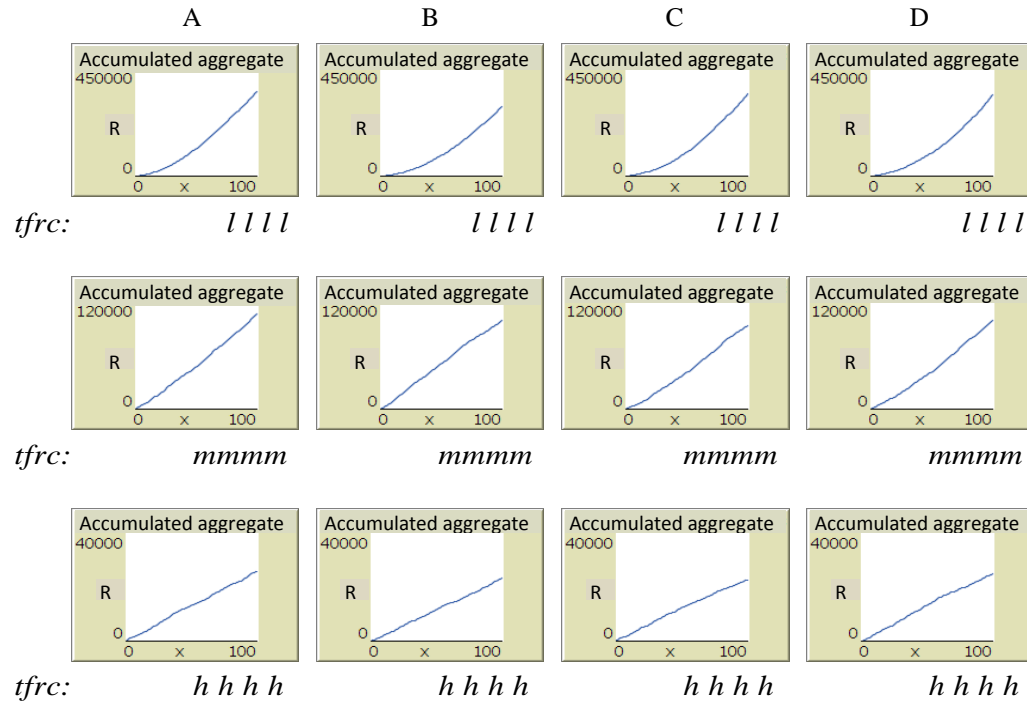 A B C D
Accumulated aggregate Accumulated aggregate Accumulated aggregate Accumulated aggregate
450000 450000 450000 450000
R R R R
0 0 0 0
0 x 100 0 x 100 0 x 100 0 x 100
tfrc: l l l l l l l l l l l l l l l l
Accumulated aggregate Accumulated aggregate Accumulated aggregate Accumulated aggregate
120000 120000 120000 120000
R R R R
0 0 0 0
0 x 100 0 x 100 0 x 100 0 x 100
tfrc: mmmm mmmm mmmm mmmm
Accumulated aggregate Accumulated aggregate Accumulated aggregate Accumulated aggregate
40000 40000 40000 40000
R R R R
0 0 0 0
0 x 100 0 x 100 0 x 100 0 x 100
tfrc: h h h h h h h h h h h h h h h h